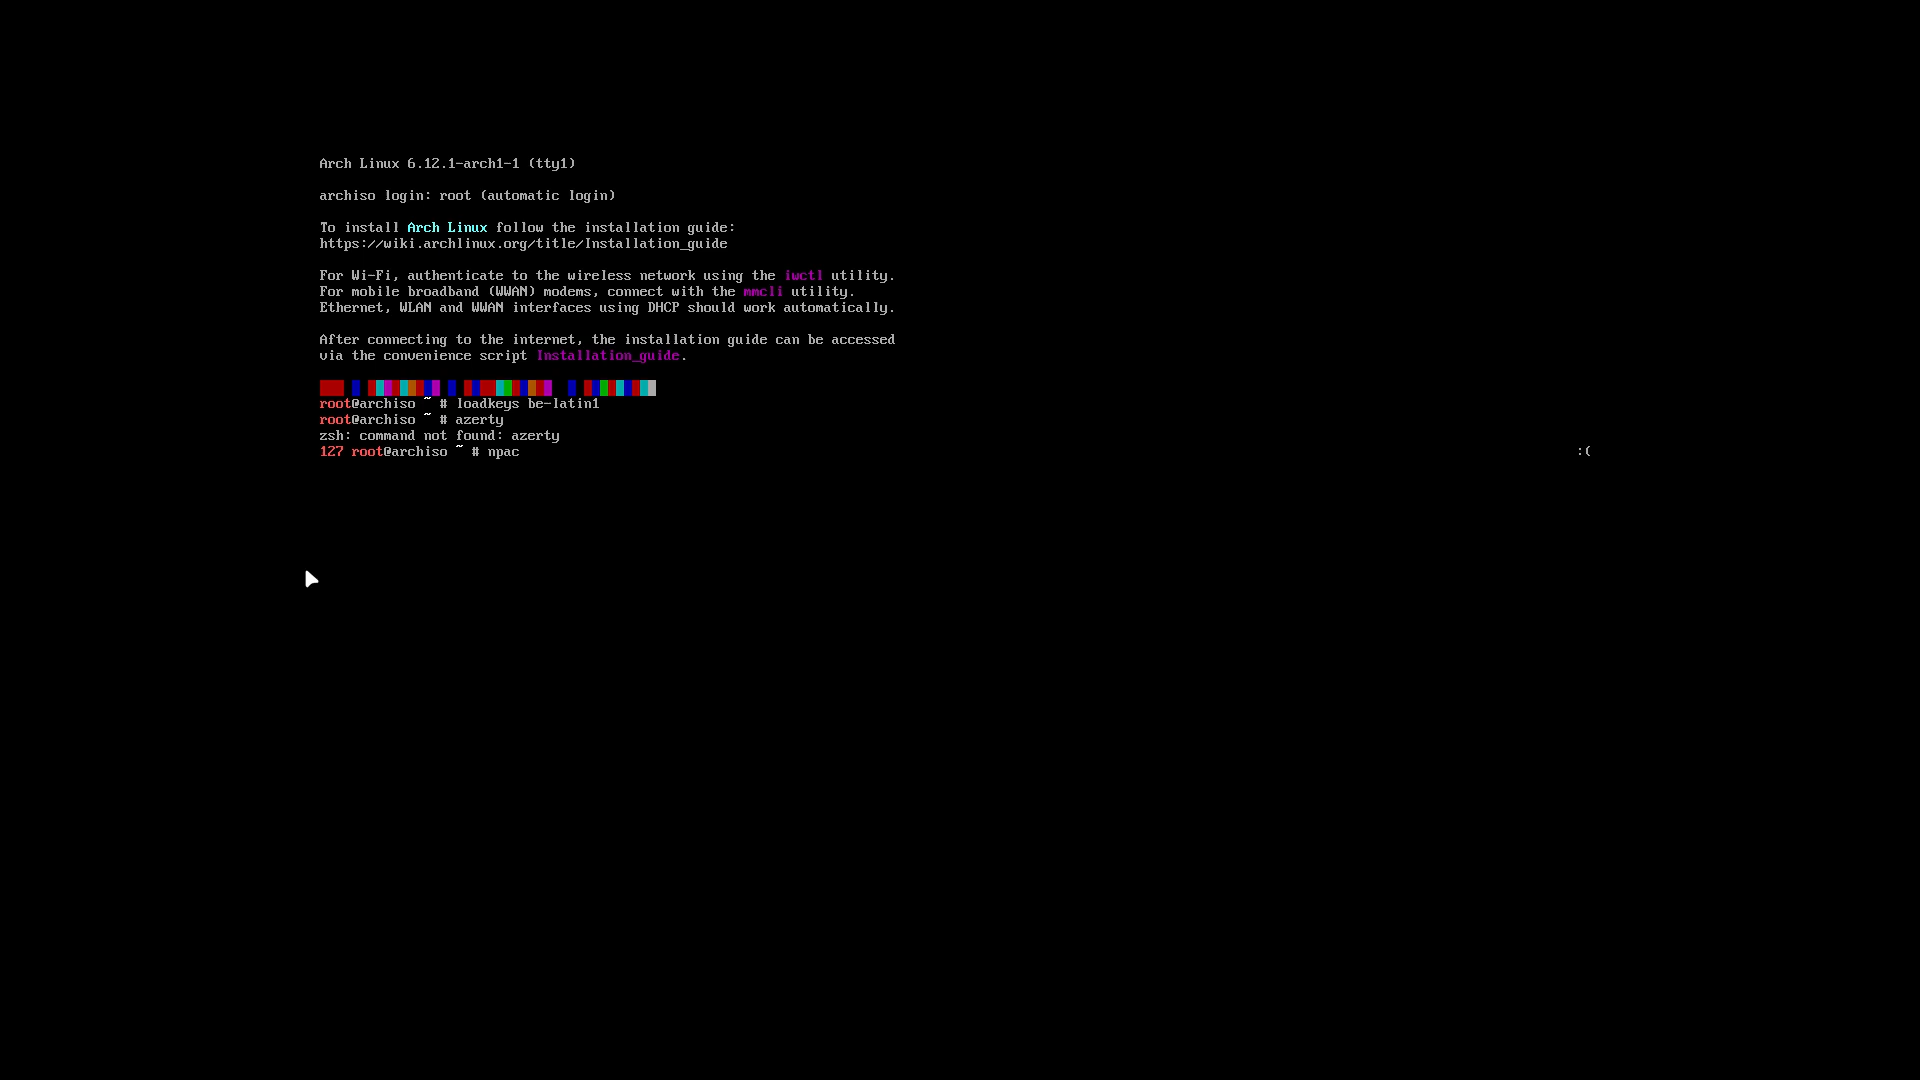 Arch Linux 6.12.1-arch1-1 (tty1)
archiso login: root (automatic login)
To install Arch Linux follow the installation guide:
https://wiki.archlinux.org/title/Installation_guide
For Wi-Fi, authenticate to the wireless network using the iwctl utility.
For mobile broadband (WWAN) modems, connect with the mmcli utility.
Ethernet, WLAN and WWAN interfaces using DHCP should work automatically.
After connecting to the internet, the installation guide can be accessed
via the convenience script Installation_guide.
root@archiso ~ # loadkeys be-latin1
root@archiso ~ # azerty
zsh: command not found: azerty
127 root@archiso ~ # npac :(